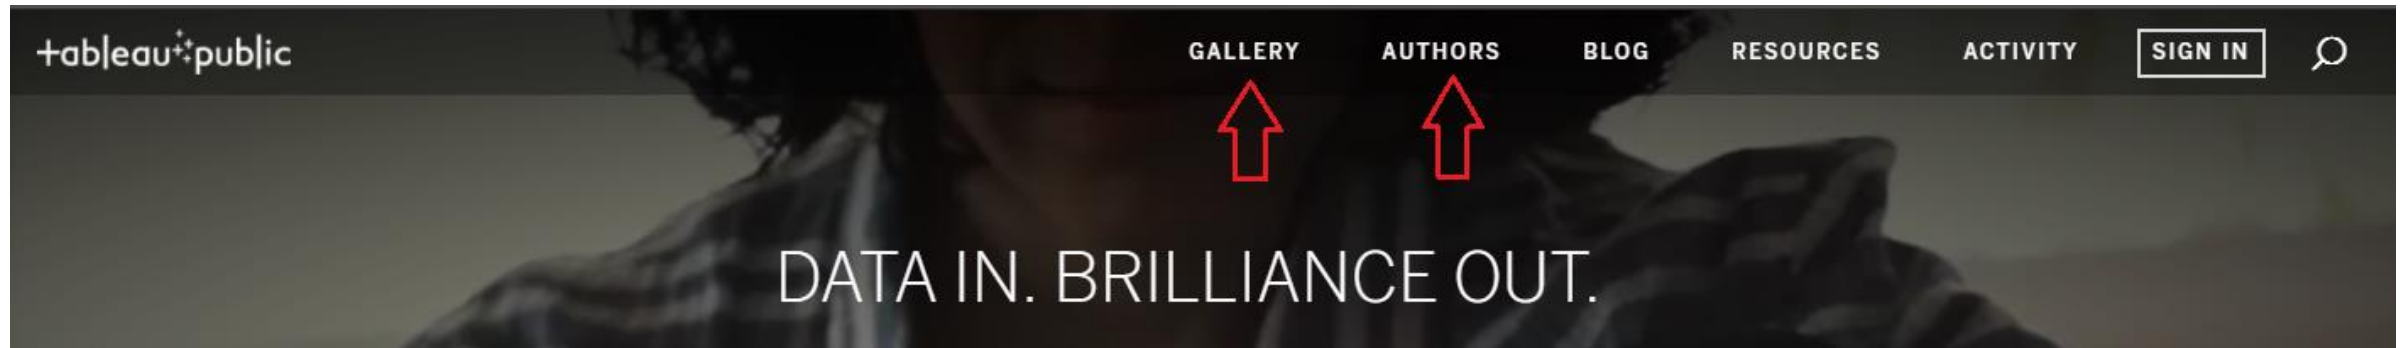 +ableau public
GALLERY AUTHORS BLOG RESOURCES ACTIVITY SIGN IN
DATA IN. BRILLIANCE OUT.